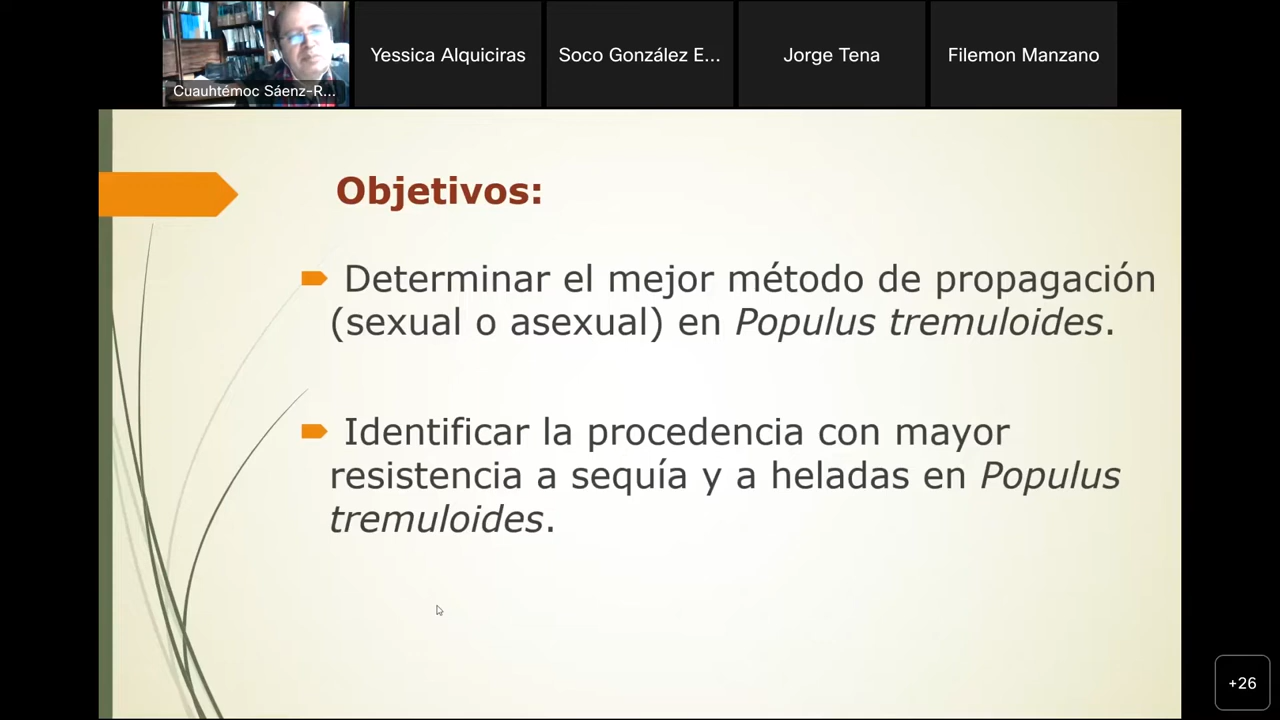 Cuauhtémoc Sáenz-R...
Yessica Alquiciras
Soco González E...
Jorge Tena
Filemon Manzano
Objetivos:
Determinar el mejor método de propagación
(sexual o asexual) en Populus tremuloides.
Identificar la procedencia con mayor
resistencia a sequía y a heladas en Populus
tremuloides.
+26